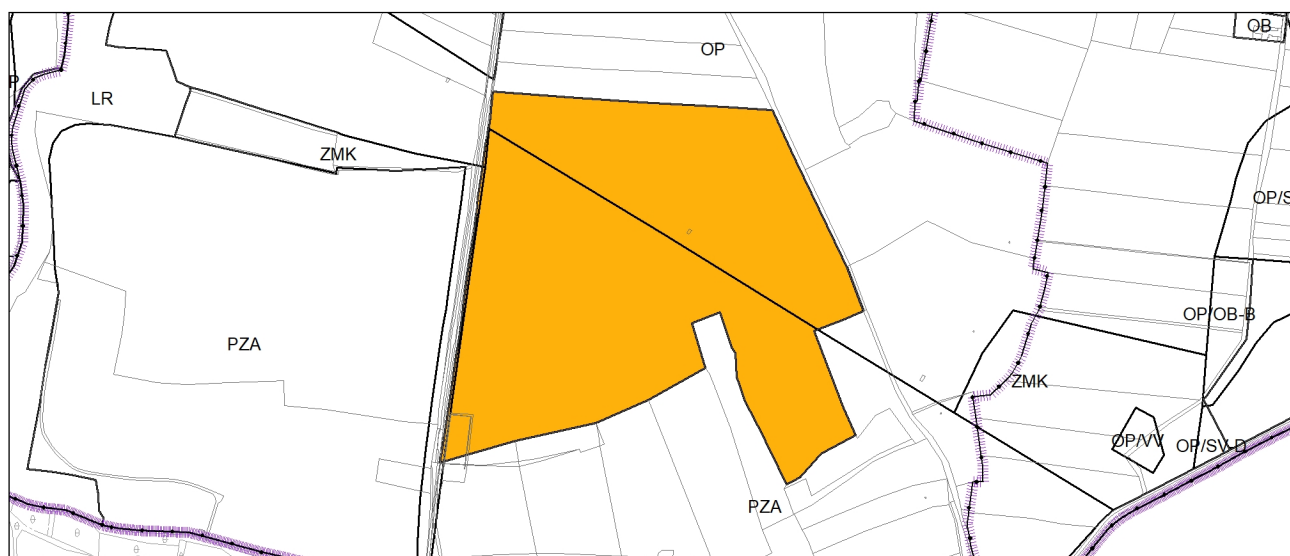 OB
OP
P
LR
ZMK
OP/S
OP/OB-B
PZA
ZMK
OP/VV
OP/SV-D
PZA